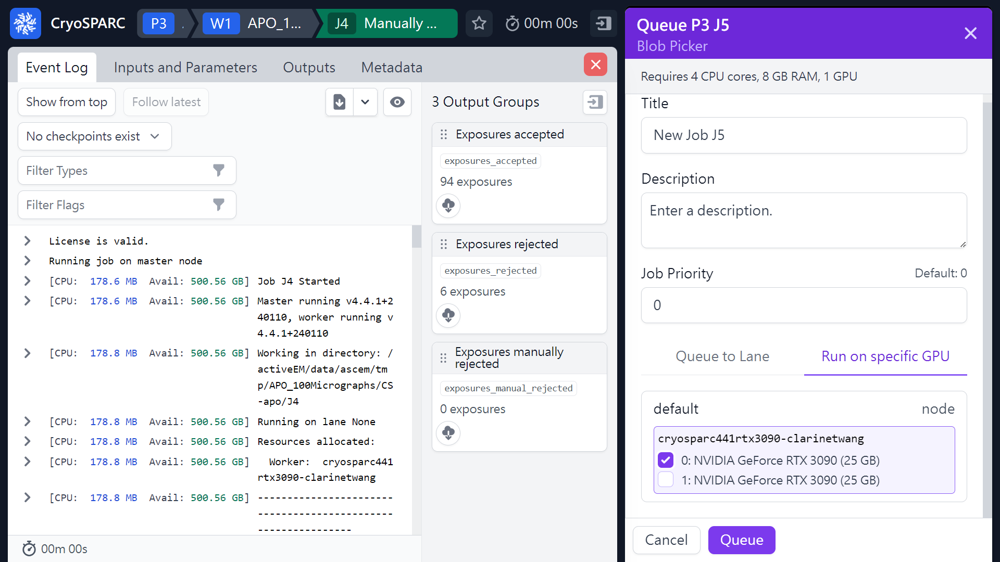 CryoSPARC
P3
W1 APO_1...
J4 Manually ...
00m 00s
Event Log
Inputs and Parameters
Outputs
Metadata
Show from top
Follow latest
No checkpoints exist
Filter Types
Filter Flags
License is valid.
Running job on master node
[CPU: 178.6 MB Avail: 500.56 GB] Job J4 Started
[CPU: 178.6 MB Avail: 500.56 GB] Master running v4.4.1+2
40110, worker running v
4.4.1+240110
[CPU: 178.8 MB Avail: 500.56 GB] Working in directory: /
activeEM/data/ascem/tm
p/APO_100Micrographs/CS
-apo/J4
[CPU: 178.8 MB Avail: 500.56 GB] Running on lane None
[CPU: 178.8 MB Avail: 500.56 GB] Resources allocated:
[CPU: 178.8 MB Avail: 500.56 GB] Worker: cryosparc441
rtx3090-clarinetwang
[CPU: 178.8 MB Avail: 500.56 GB] -----------------------
-----------------------
----------------
00m 00s
3 Output Groups
Exposures accepted
exposures_accepted
94 exposures
Exposures rejected
exposures_rejected
6 exposures
Exposures manually
rejected
exposures_manual_rejected
0 exposures
Queue P3 J5
Blob Picker
Requires 4 CPU cores, 8 GB RAM, 1 GPU
Title
New Job J5
Description
Enter a description.
Job Priority
Default: 0
0
Queue to Lane
Run on specific GPU
default
node
cryosparc441rtx3090-clarinetwang
0: NVIDIA GeForce RTX 3090 (25 GB)
1: NVIDIA GeForce RTX 3090 (25 GB)
Cancel
Queue